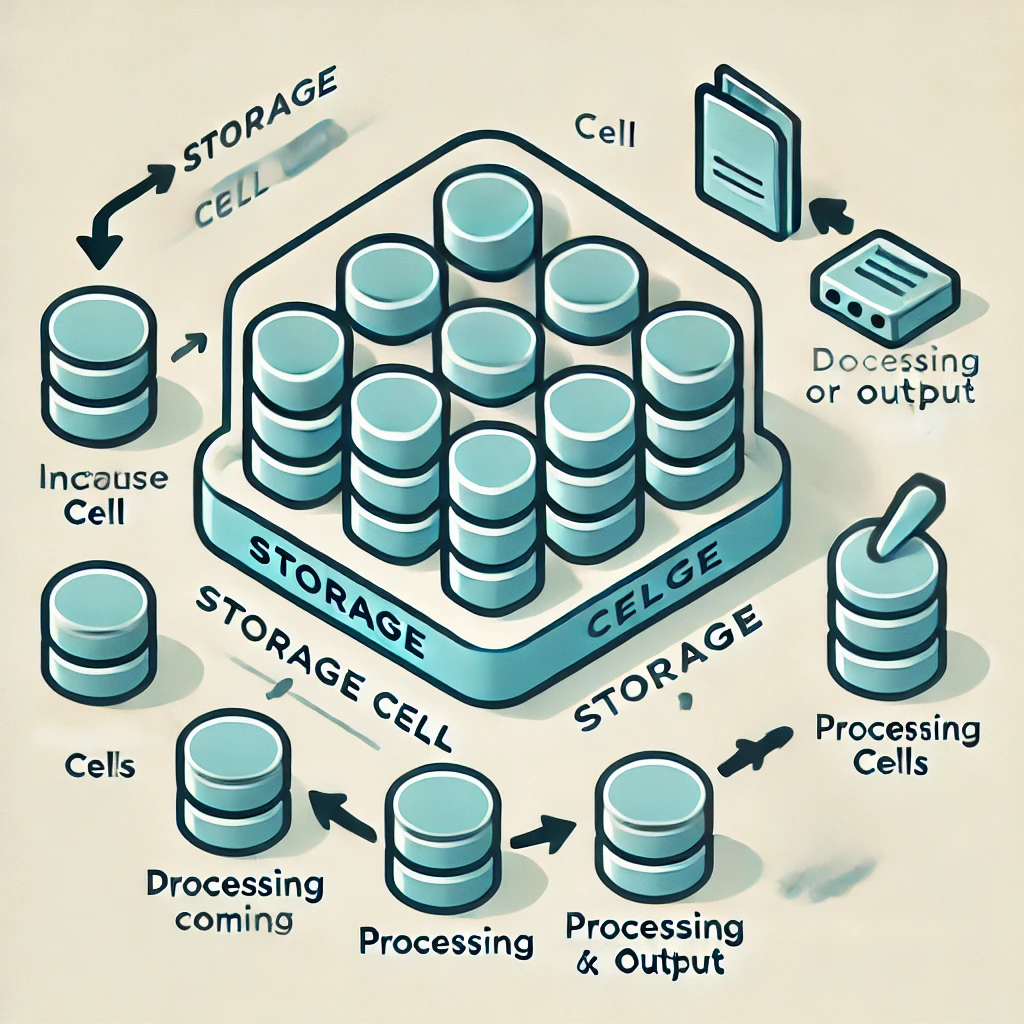 STORAGE
CELL
Cell
Docessing
or output
Incause
Cell
STORAGE
CELGE
STORAGE CELL
STORAGE
Processing
Cells
Cells
Drocessing
coming
Processing
Processing
& Output